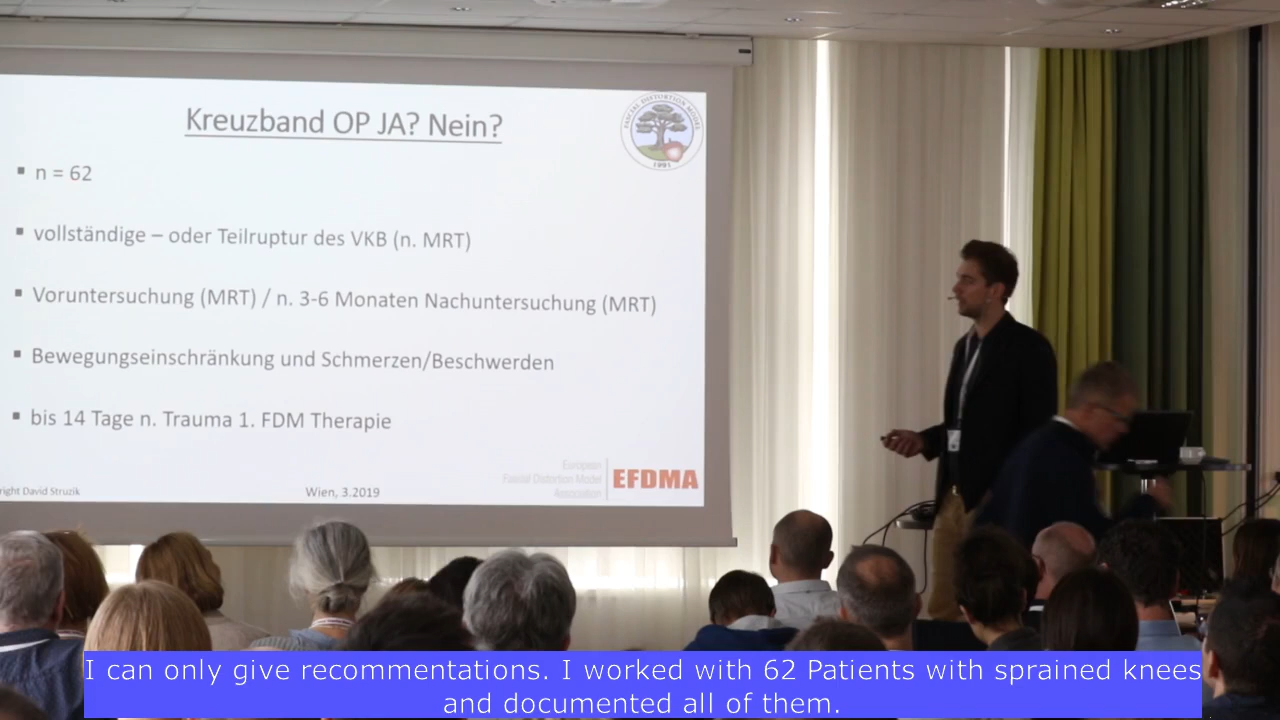 Kreuzband OP JA? Nein?
FASCIAL DISTORTION MODEL
1991
▪ n = 62
▪ vollständige – oder Teilruptur des VKB (n. MRT)
▪ Voruntersuchung (MRT) / n. 3-6 Monaten Nachuntersuchung (MRT)
▪ Bewegungseinschränkung und Schmerzen/Beschwerden
▪ bis 14 Tage n. Trauma 1. FDM Therapie
European
Fascial Distortion Model
Association
EFDMA
right David Struzik
Wien, 3.2019
I can only give recommentations. I worked with 62 Patients with sprained knees
and documented all of them.